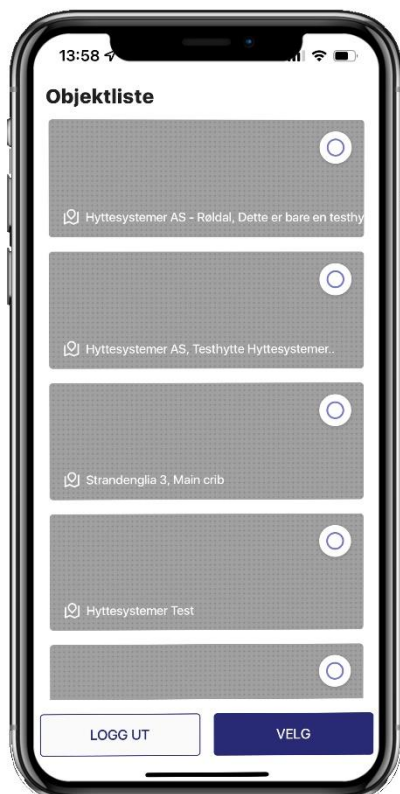 13:58
Objektliste
Hyttesystemer AS - Røldal, Dette er bare en testhy
Hyttesystemer AS, Testhytte Hyttesystemer..
Strandenglia 3, Main crib
Hyttesystemer Test
LOGG UT
VELG